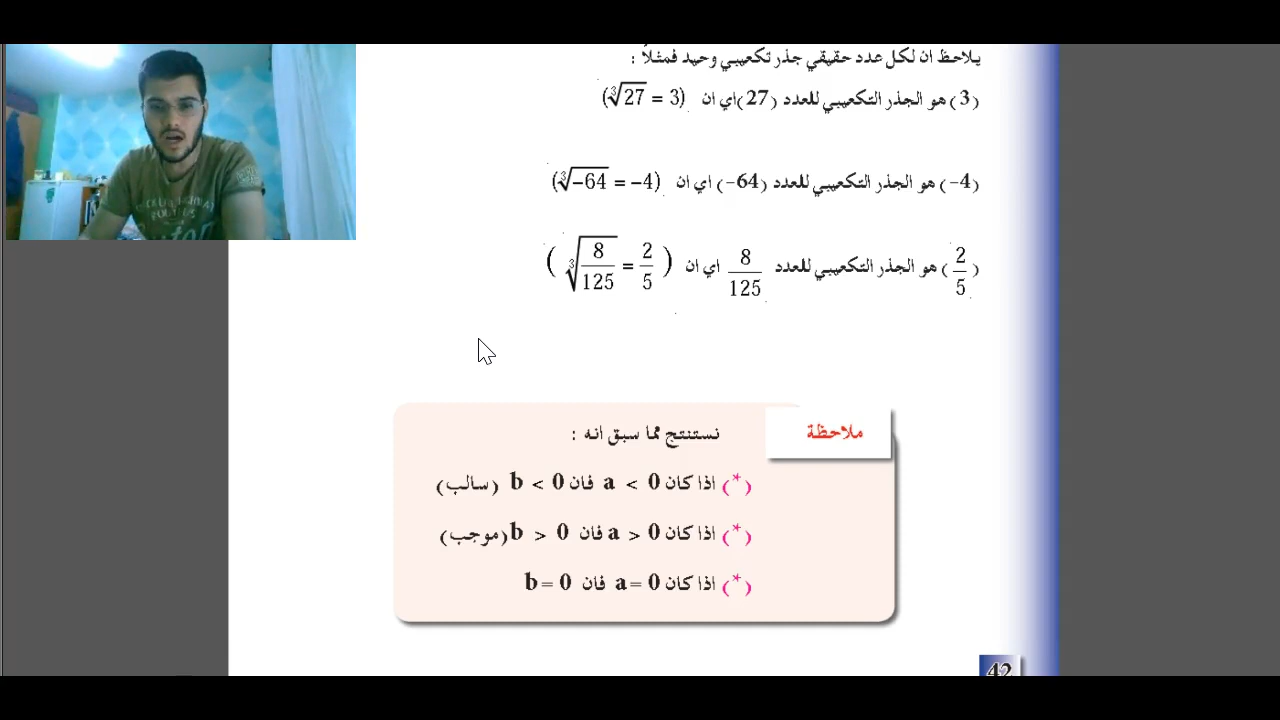 يلاحظ ان لكل عدد حقيقي جذر تكعيبي وحيد فمثلاً :
(3) هو الجذر التكعيبي للعدد (27) اي ان (∛27 = 3)
(-4) هو الجذر التكعيبي للعدد (-64) اي ان (∛-64 = -4)
(2/5) هو الجذر التكعيبي للعدد 8/125 اي ان (∛(8/125) = 2/5)
ملاحظة
نستنتج مما سبق انه :
(*) اذا كان a < 0 فان b < 0 (سالب)
(*) اذا كان a > 0 فان b > 0 (موجب)
(*) اذا كان a = 0 فان b = 0
42